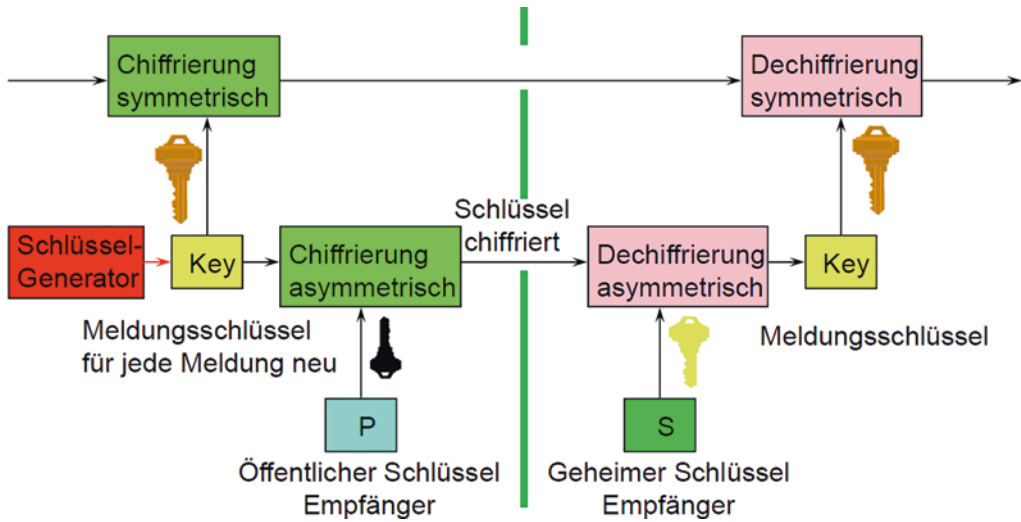 Chiffrierung
symmetrisch
Dechiffrierung
symmetrisch
Schlüssel
chiffriert
Schlüssel-
Generator
Key
Chiffrierung
asymmetrisch
Dechiffrierung
asymmetrisch
Key
Meldungsschlüssel
für jede Meldung neu
Meldungsschlüssel
P
S
Öffentlicher Schlüssel
Empfänger
Geheimer Schlüssel
Empfänger